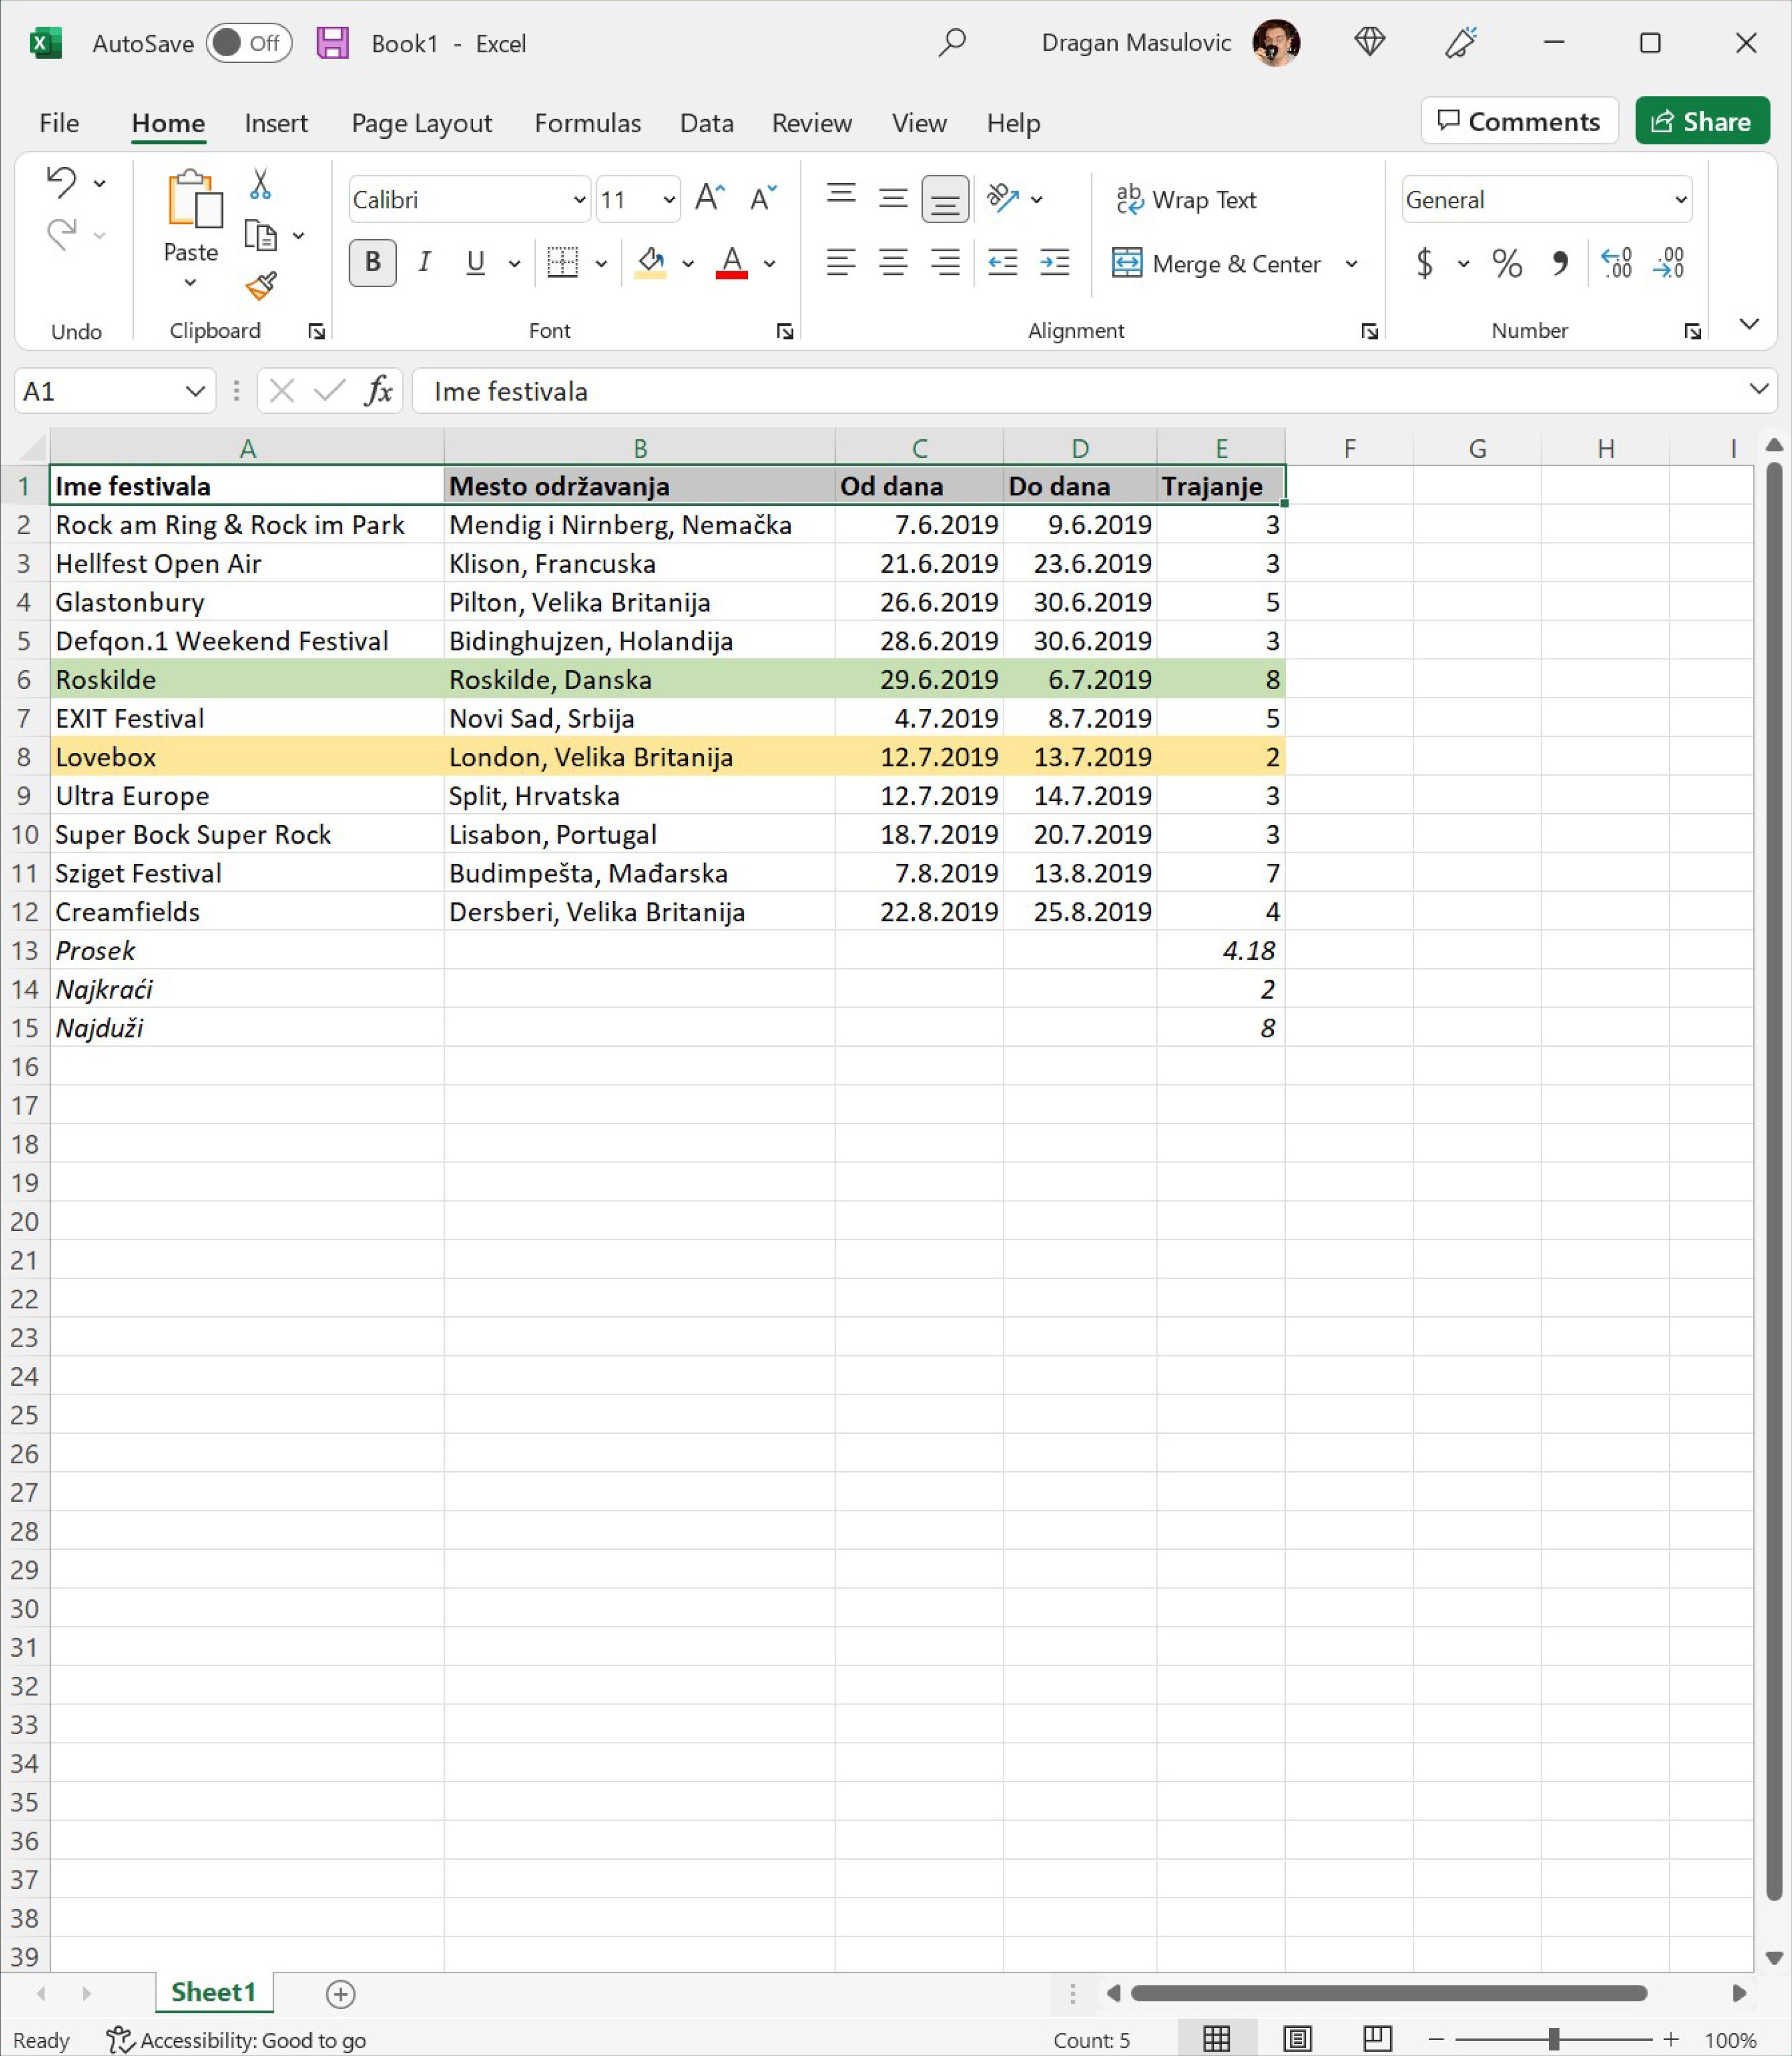 AutoSave Off Book1 - Excel Dragan Masulovic
File Home Insert Page Layout Formulas Data Review View Help Comments Share
Calibri 11 Wrap Text General
Paste B I U A Merge & Center $ % 9 .00 .00
Undo Clipboard Font Alignment Number
A1 fx Ime festivala
A B C D E F G H I
1 Ime festivala Mesto održavanja Od dana Do dana Trajanje
2 Rock am Ring & Rock im Park Mendig i Nirnberg, Nemačka 7.6.2019 9.6.2019 3
3 Hellfest Open Air Klison, Francuska 21.6.2019 23.6.2019 3
4 Glastonbury Pilton, Velika Britanija 26.6.2019 30.6.2019 5
5 Defqon.1 Weekend Festival Bidinghujzen, Holandija 28.6.2019 30.6.2019 3
6 Roskilde Roskilde, Danska 29.6.2019 6.7.2019 8
7 EXIT Festival Novi Sad, Srbija 4.7.2019 8.7.2019 5
8 Lovebox London, Velika Britanija 12.7.2019 13.7.2019 2
9 Ultra Europe Split, Hrvatska 12.7.2019 14.7.2019 3
10 Super Bock Super Rock Lisabon, Portugal 18.7.2019 20.7.2019 3
11 Sziget Festival Budimpešta, Mađarska 7.8.2019 13.8.2019 7
12 Creamfields Dersberi, Velika Britanija 22.8.2019 25.8.2019 4
13 Prosek 4.18
14 Najkraći 2
15 Najduži 8
16
17
18
19
20
21
22
23
24
25
26
27
28
29
30
31
32
33
34
35
36
37
38
39
Sheet1
Ready Accessibility: Good to go Count: 5 100%